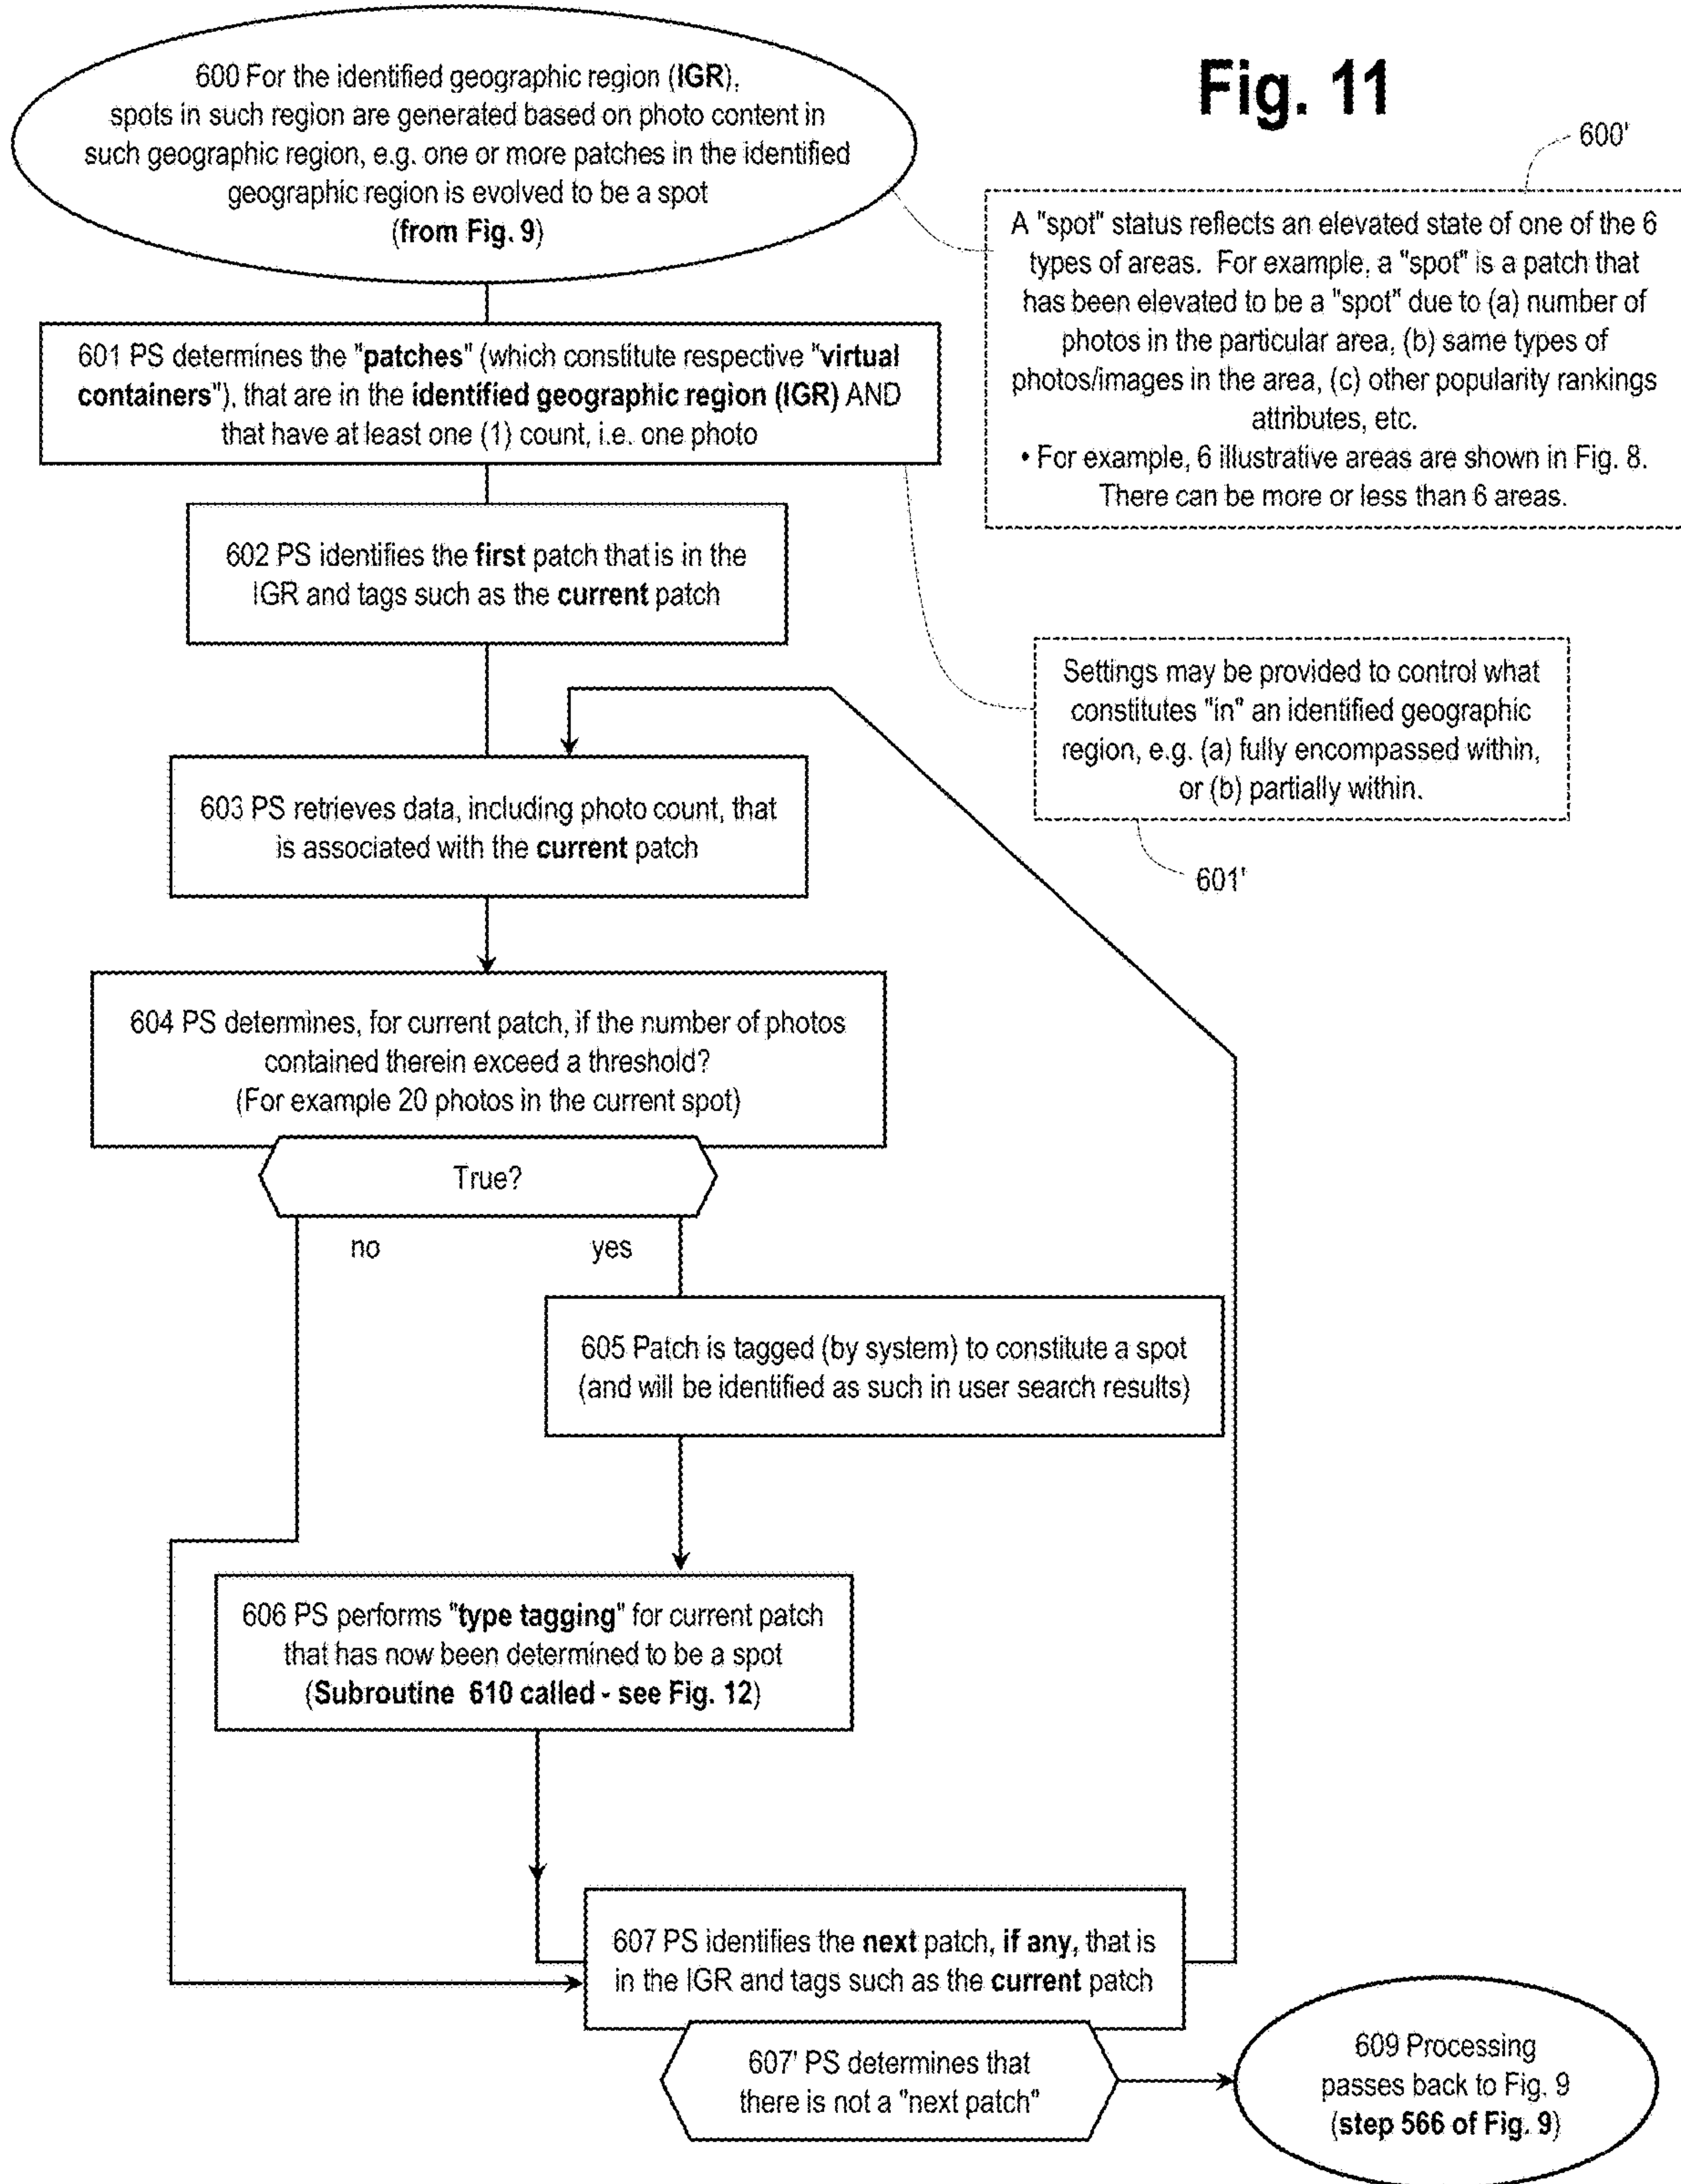 600 For the identified geographic region (IGR),
spots in such region are generated based on photo content in
such geographic region, e.g. one or more patches in the identified
geographic region is evolved to be a spot
(from Fig. 9)
Fig. 11
600'
A "spot" status reflects an elevated state of one of the 6
types of areas. For example, a "spot" is a patch that
has been elevated to be a "spot" due to (a) number of
photos in the particular area, (b) same types of
photos/images in the area, (c) other popularity rankings
attributes, etc.
• For example, 6 illustrative areas are shown in Fig. 8.
There can be more or less than 6 areas.
601 PS determines the "patches" (which constitute respective "virtual
containers"), that are in the identified geographic region (IGR) AND
that have at least one (1) count, i.e. one photo
602 PS identifies the first patch that is in the
IGR and tags such as the current patch
Settings may be provided to control what
constitutes "in" an identified geographic
region, e.g. (a) fully encompassed within,
or (b) partially within.
601'
603 PS retrieves data, including photo count, that
is associated with the current patch
604 PS determines, for current patch, if the number of photos
contained therein exceed a threshold?
(For example 20 photos in the current spot)
True?
no
yes
605 Patch is tagged (by system) to constitute a spot
(and will be identified as such in user search results)
606 PS performs "type tagging" for current patch
that has now been determined to be a spot
(Subroutine 610 called - see Fig. 12)
607 PS identifies the next patch, if any, that is
in the IGR and tags such as the current patch
607' PS determines that
there is not a "next patch"
609 Processing
passes back to Fig. 9
(step 566 of Fig. 9)